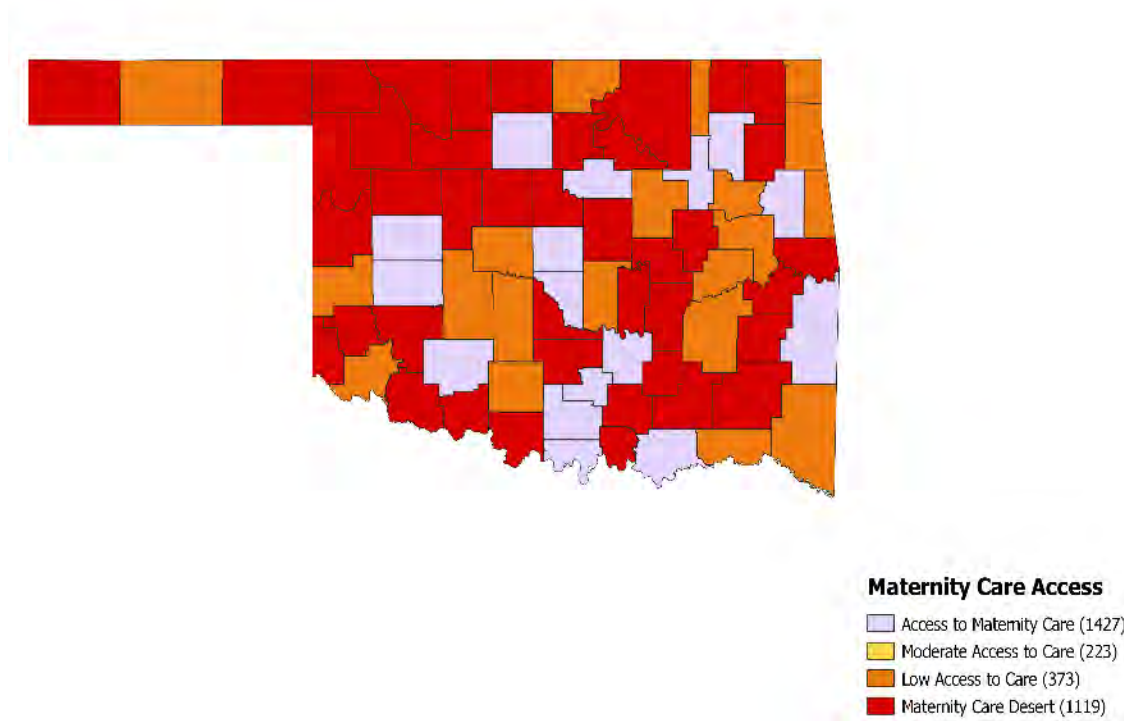 Maternity Care Access
Access to Maternity Care (1427)
Moderate Access to Care (223)
Low Access to Care (373)
Maternity Care Desert (1119)